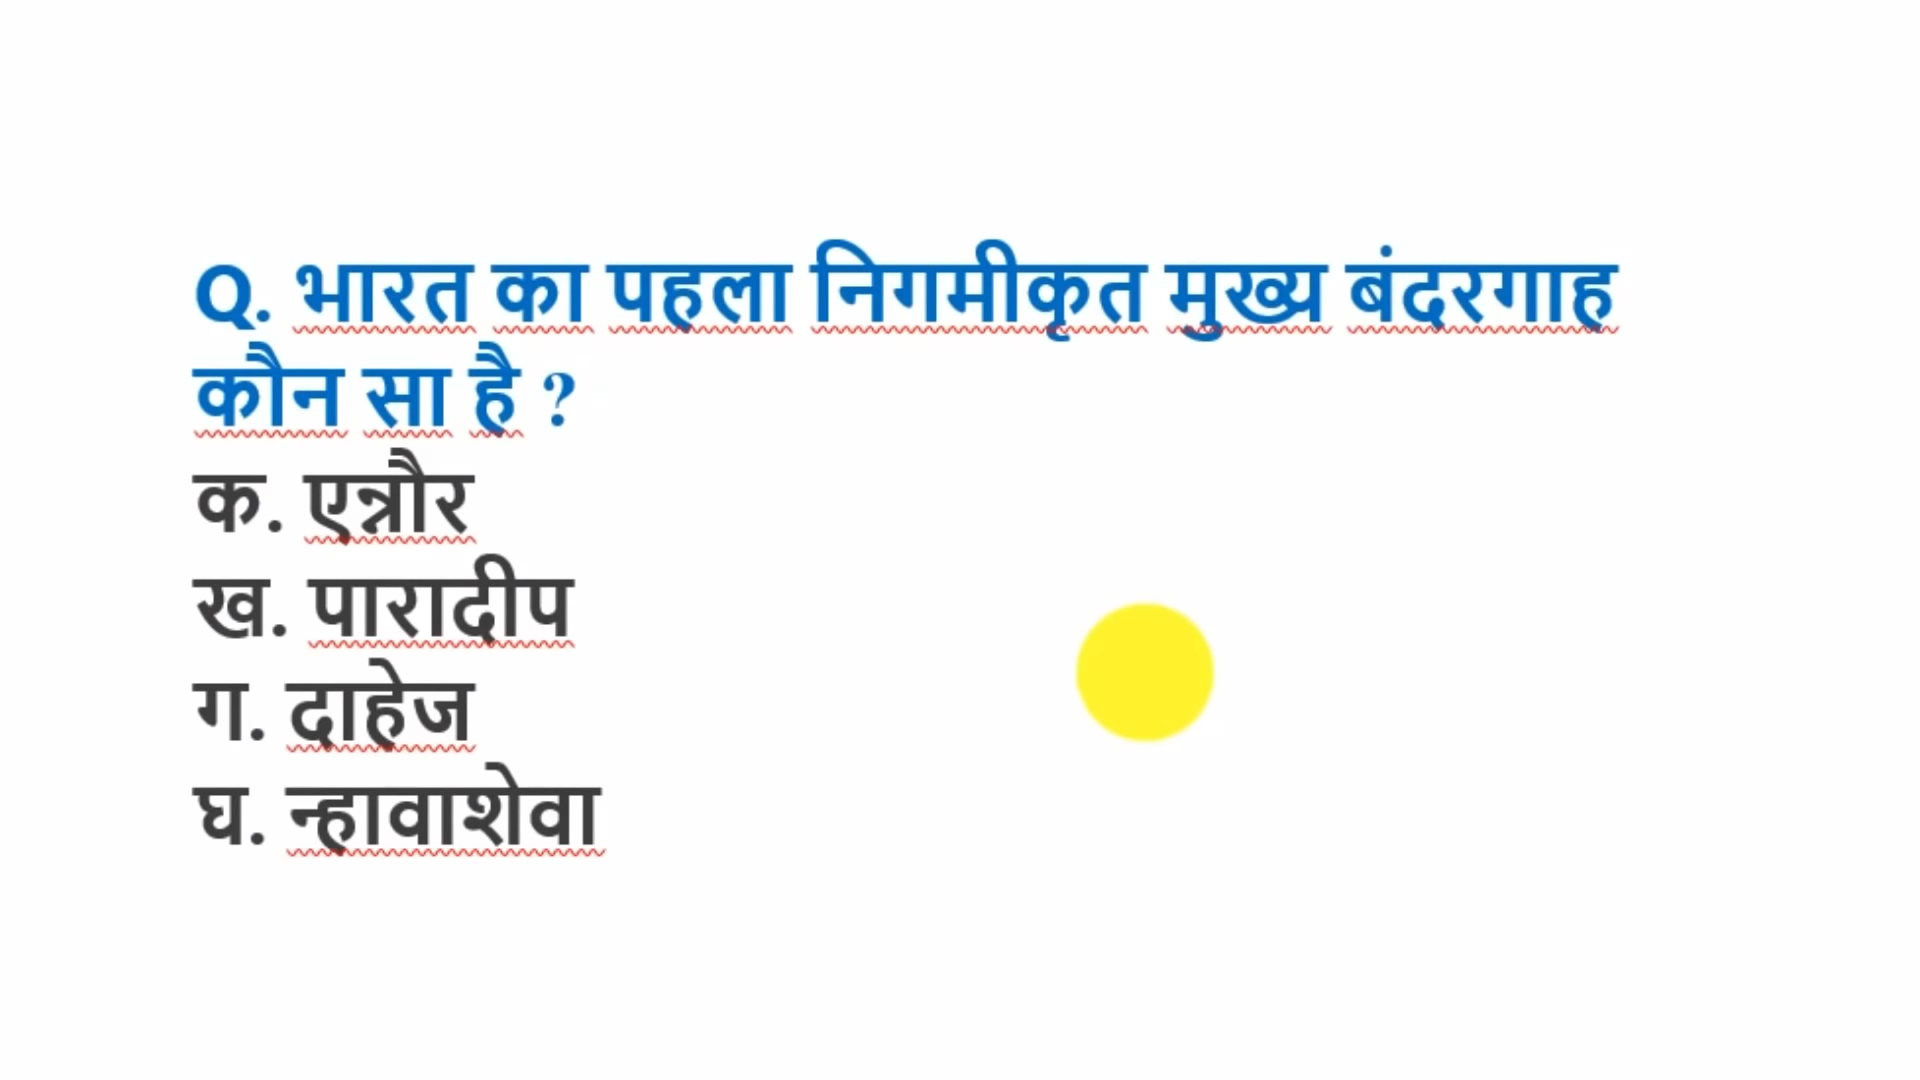 Q. भारत का पहला निगमीकृत मुख्य बंदरगाह
कौन सा है ?
क. एन्नौर
ख. पारादीप
ग. दाहेज
घ. न्हावाशेवा